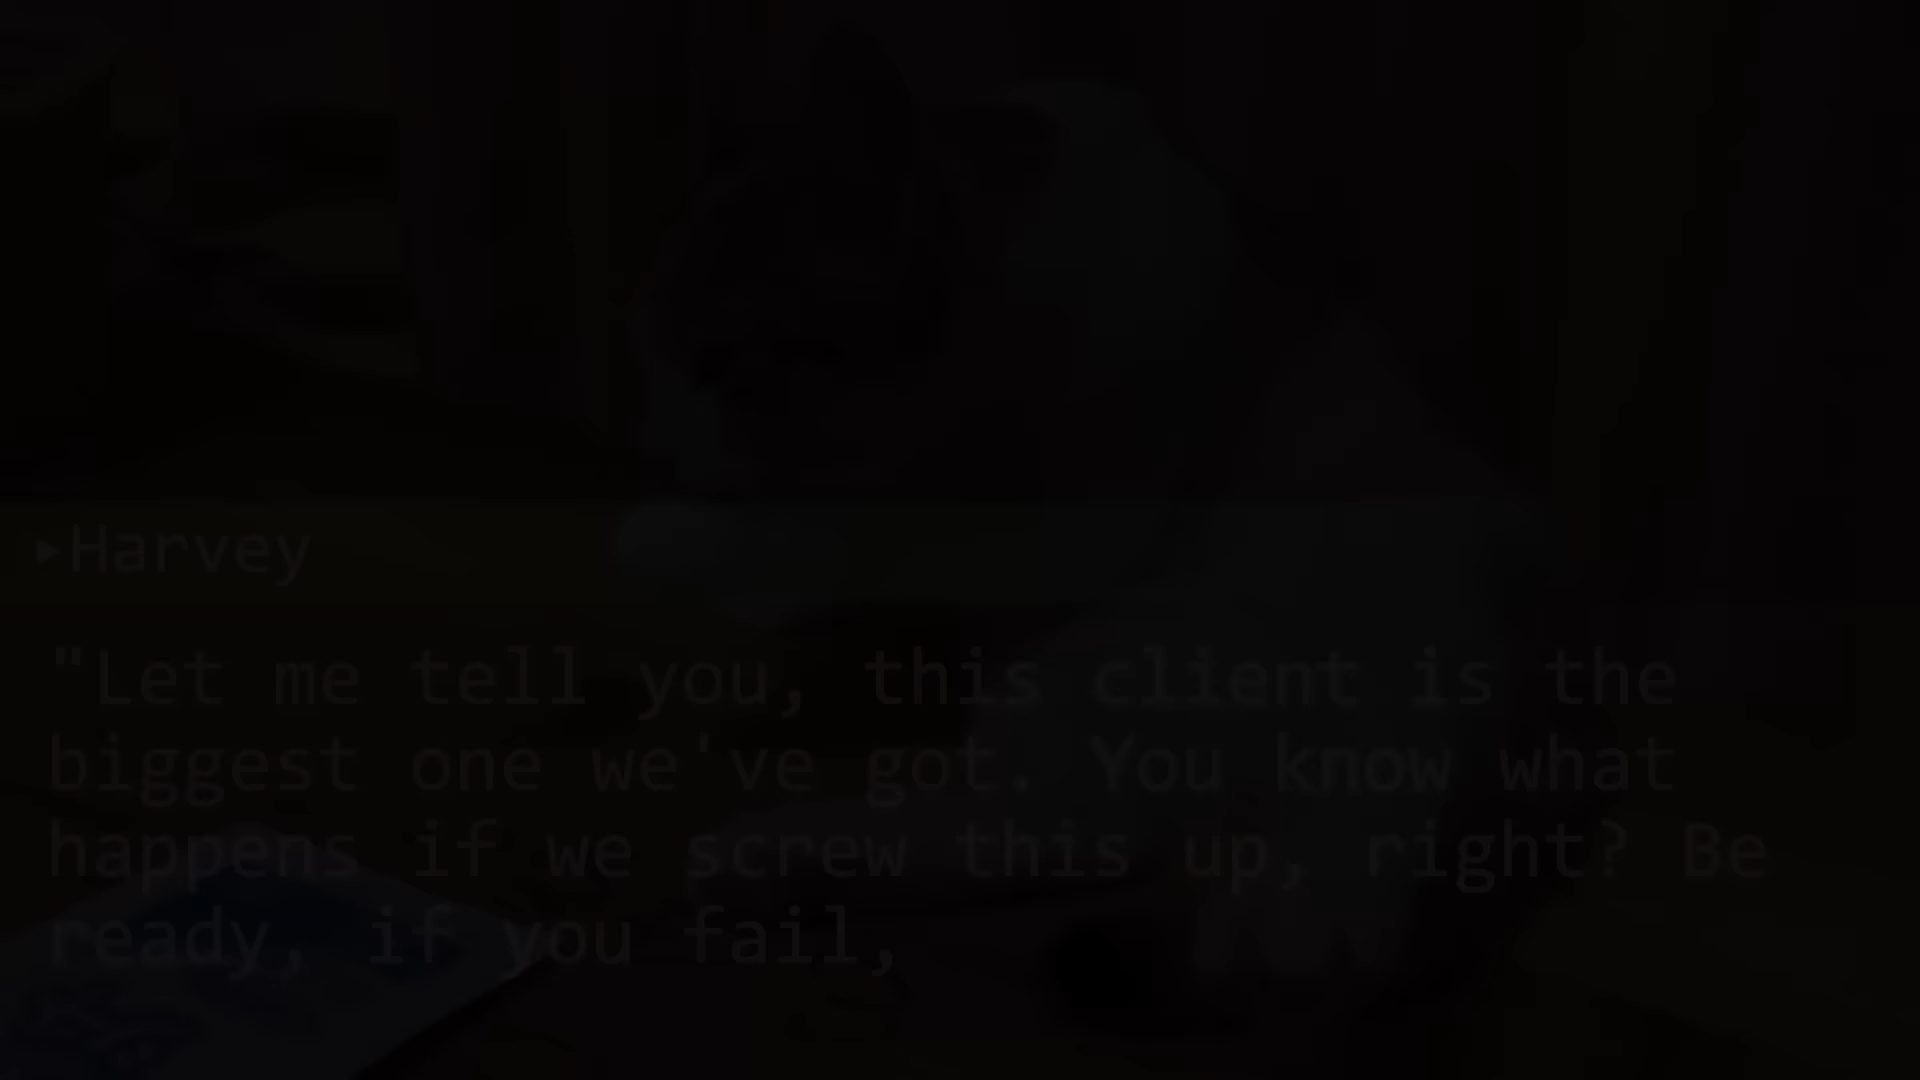 ▸Harvey
"Let me tell you, this client is the
biggest one we've got. You know what
happens if we screw this up, right? Be
ready, if you fail,